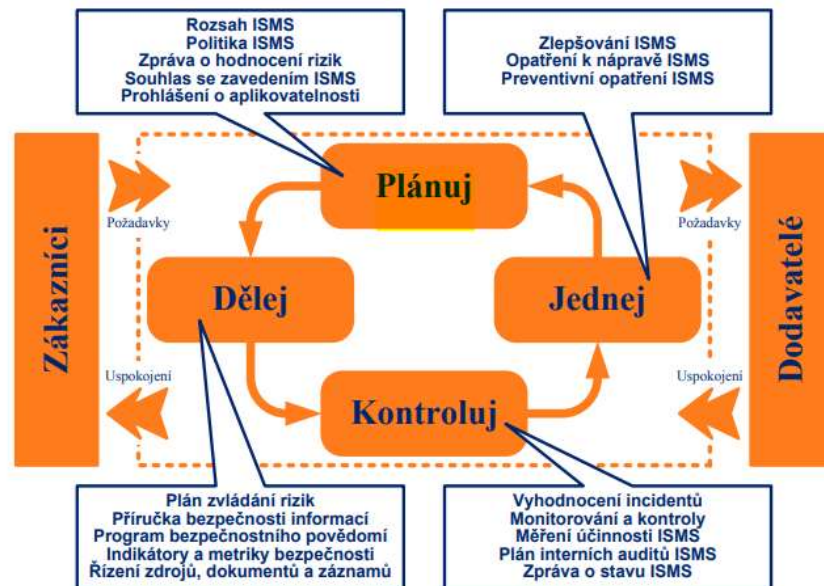 Rozsah ISMS
Politika ISMS
Zpráva o hodnocení rizik
Souhlas se zavedením ISMS
Prohlášení o aplikovatelnosti
Zlepšování ISMS
Opatření k nápravě ISMS
Preventivní opatření ISMS
Zákazníci
Požadavky
Uspokojení
Plánuj
Dělej
Jednej
Kontroluj
Požadavky
Uspokojení
Dodavatelé
Plán zvládání rizik
Příručka bezpečnosti informací
Program bezpečnostního povědomí
Indikátory a metriky bezpečnosti
Řízení zdrojů, dokumentů a záznamů
Vyhodnocení incidentů
Monitorování a kontroly
Měření účinnosti ISMS
Plán interních auditů ISMS
Zpráva o stavu ISMS